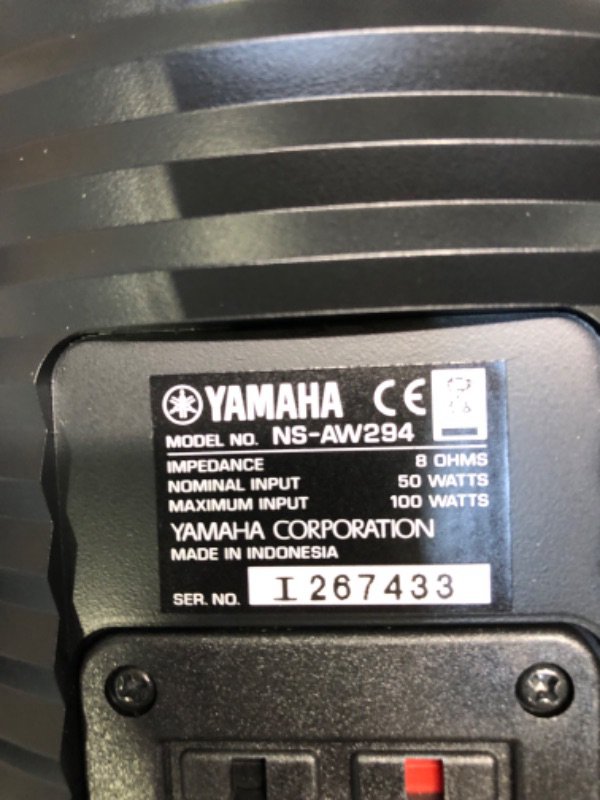 YAMAHA CE
MODEL NO. NS-AW294
IMPEDANCE 8 OHMS
NOMINAL INPUT 50 WATTS
MAXIMUM INPUT 100 WATTS
YAMAHA CORPORATION
MADE IN INDONESIA
SER. NO. I 267433